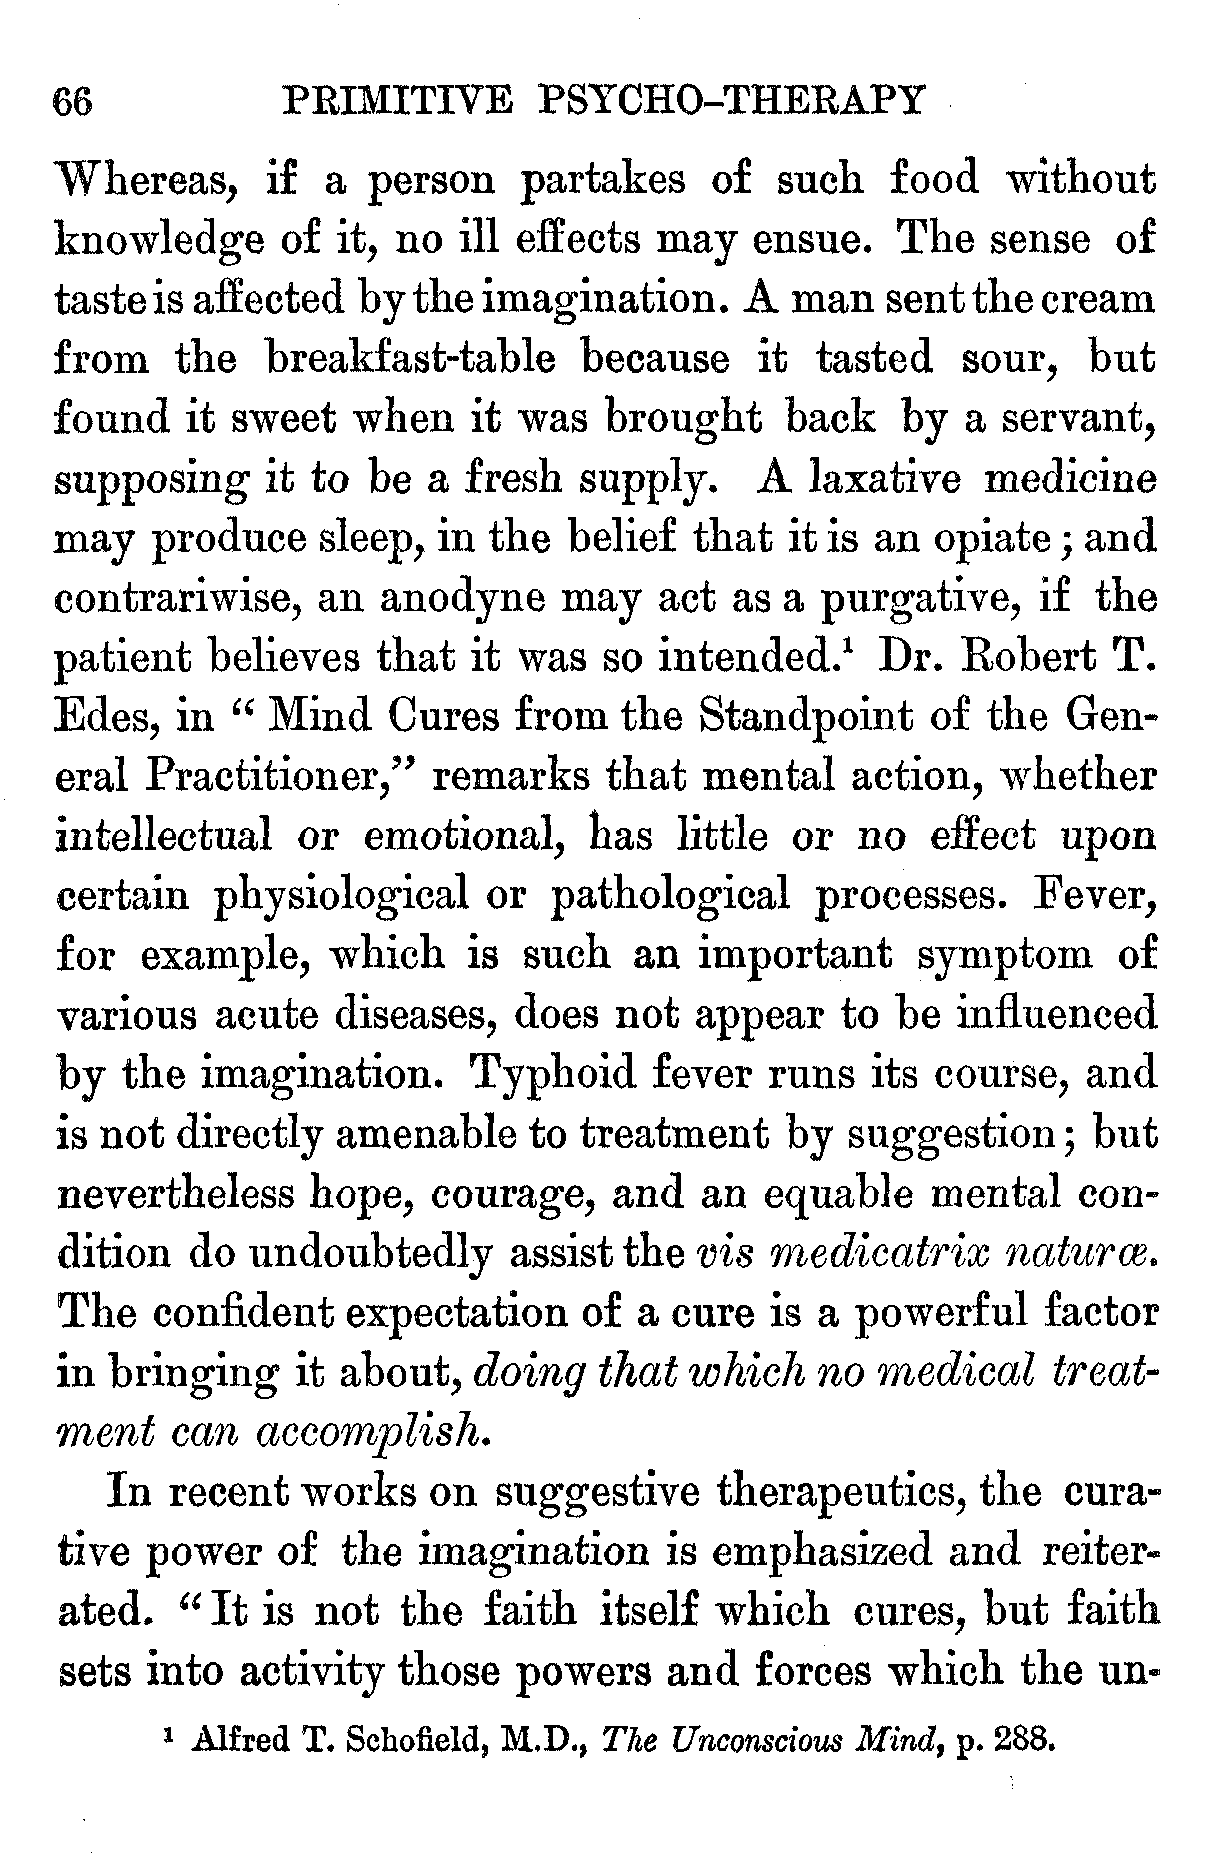 66 PRIMITIVE PSYCHO-THERAPY
Whereas, if a person partakes of such food without
knowledge of it, no ill effects may ensue. The sense of
taste is affected by the imagination. A man sent the cream
from the breakfast-table because it tasted sour, but
found it sweet when it was brought back by a servant,
supposing it to be a fresh supply. A laxative medicine
may produce sleep, in the belief that it is an opiate; and
contrariwise, an anodyne may act as a purgative, if the
patient believes that it was so intended.¹ Dr. Robert T.
Edes, in “Mind Cures from the Standpoint of the Gen-
eral Practitioner,” remarks that mental action, whether
intellectual or emotional, has little or no effect upon
certain physiological or pathological processes. Fever,
for example, which is such an important symptom of
various acute diseases, does not appear to be influenced
by the imagination. Typhoid fever runs its course, and
is not directly amenable to treatment by suggestion; but
nevertheless hope, courage, and an equable mental con-
dition do undoubtedly assist the vis medicatrix naturæ.
The confident expectation of a cure is a powerful factor
in bringing it about, doing that which no medical treat-
ment can accomplish.
In recent works on suggestive therapeutics, the cura-
tive power of the imagination is emphasized and reiter-
ated. “It is not the faith itself which cures, but faith
sets into activity those powers and forces which the un-
¹ Alfred T. Schofield, M.D., The Unconscious Mind, p. 288.